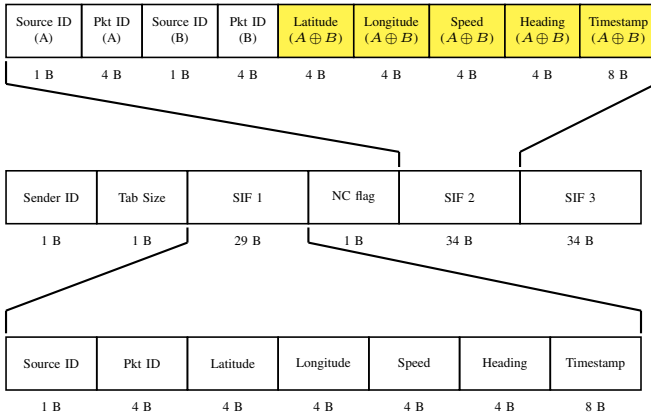 Source ID Pkt ID Source ID Pkt ID Latitude Longitude Speed Heading Timestamp
(A) (A) (B) (B) (A ⊕ B) (A ⊕ B) (A ⊕ B) (A ⊕ B) (A ⊕ B)
1 B 4 B 1 B 4 B 4 B 4 B 4 B 4 B 8 B
Sender ID Tab Size SIF 1 NC flag SIF 2 SIF 3
1 B 1 B 29 B 1 B 34 B 34 B
Source ID Pkt ID Latitude Longitude Speed Heading Timestamp
1 B 4 B 4 B 4 B 4 B 4 B 8 B